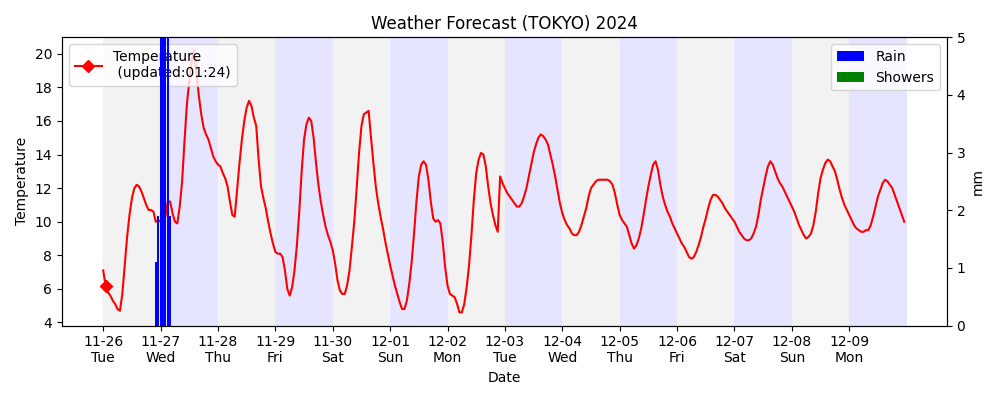 Weather Forecast (TOKYO) 2024
Temperature
(updated:01:24)
Rain
Showers
20
18
16
14
12
10
8
6
4
Temperature
5
4
3
2
1
0
mm
11-26 11-27 11-28 11-29 11-30 12-01 12-02 12-03 12-04 12-05 12-06 12-07 12-08 12-09
Tue Wed Thu Fri Sat Sun Mon Tue Wed Thu Fri Sat Sun Mon
Date